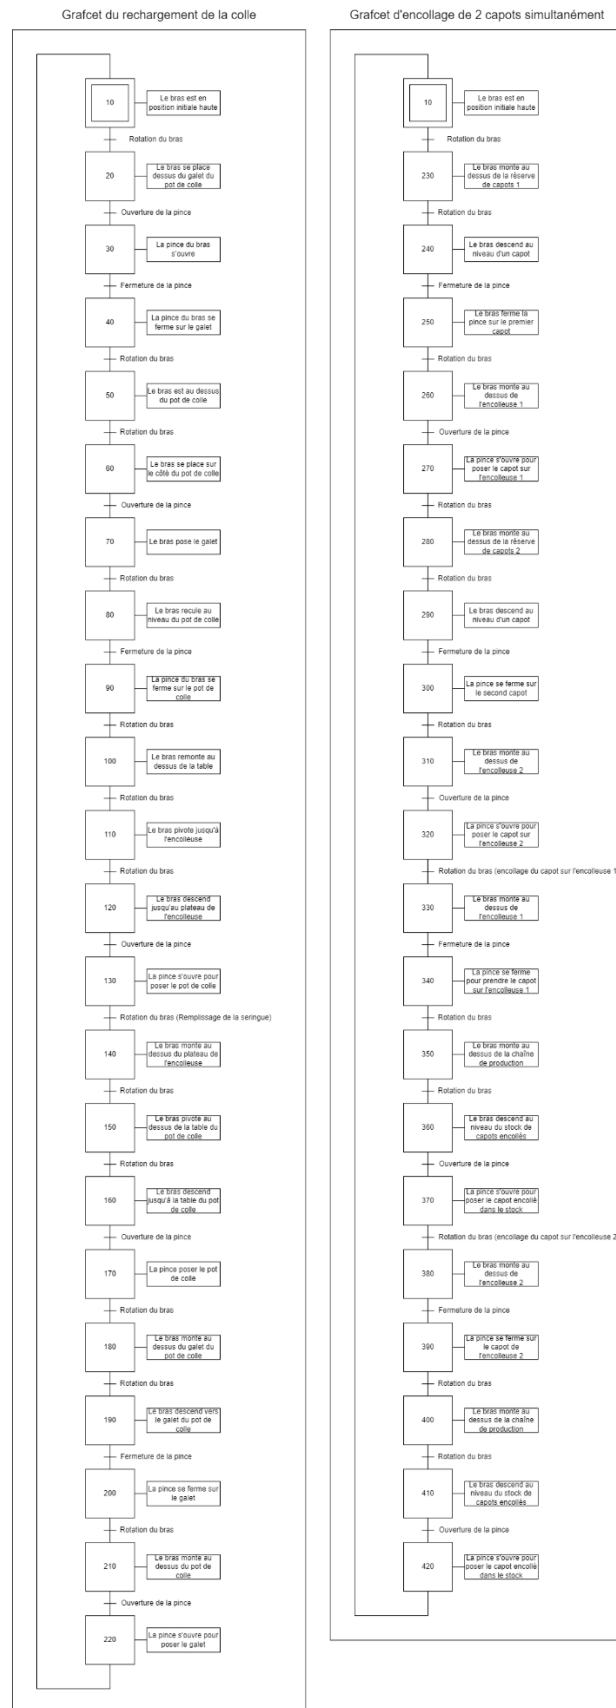 Grafcet du rechargement de la colle
10
Le bras est en
position initiale haute
Rotation du bras
20
Le bras se place
dessus du galet du
pot de colle
Ouverture de la pince
30
La pince du bras
s'ouvre
Fermeture de la pince
40
La pince du bras se
ferme sur le galet
Rotation du bras
50
Le bras est au dessus
du pot de colle
Rotation du bras
60
Le bras se place sur
le côté du pot de colle
Ouverture de la pince
70
Le bras pose le galet
Rotation du bras
80
Le bras recule au
niveau du pot de colle
Fermeture de la pince
90
La pince du bras se
ferme sur le pot de
colle
Rotation du bras
100
Le bras remonte au
dessus de la table
Rotation du bras
110
Le bras pivote jusqu'à
l'encolleuse
Rotation du bras
120
Le bras descend
jusqu'au plateau de
l'encolleuse
Ouverture de la pince
130
La pince s'ouvre pour
poser le pot de colle
Rotation du bras (Remplissage de la seringue)
140
Le bras monte au
dessus du plateau de
l'encolleuse
Rotation du bras
150
Le bras pivote au
dessus de la table du
pot de colle
Rotation du bras
160
Le bras descend
jusqu'à la table du pot
de colle
Ouverture de la pince
170
La pince poser le pot
de colle
Rotation du bras
180
Le bras monte au
dessus du galet du
pot de colle
Rotation du bras
190
Le bras descend vers
le galet du pot de
colle
Fermeture de la pince
200
La pince se ferme sur
le galet
Rotation du bras
210
Le bras monte au
dessus du pot de
colle
Ouverture de la pince
220
La pince s'ouvre pour
poser le galet
Grafcet d'encollage de 2 capots simultanément
10
Le bras est en
position initiale haute
Rotation du bras
230
Le bras monte au
dessus de la réserve
de capots 1
Rotation du bras
240
Le bras descend au
niveau d'un capot
Fermeture de la pince
250
Le bras ferme la
pince sur le premier
capot
Rotation du bras
260
Le bras monte au
dessus de
l'encolleuse 1
Ouverture de la pince
270
La pince s'ouvre pour
poser le capot sur
l'encolleuse 1
Rotation du bras
280
Le bras monte au
dessus de la réserve
de capots 2
Rotation du bras
290
Le bras descend au
niveau d'un capot
Fermeture de la pince
300
La pince se ferme sur
le second capot
Rotation du bras
310
Le bras monte au
dessus de
l'encolleuse 2
Ouverture de la pince
320
La pince s'ouvre pour
poser le capot sur
l'encolleuse 2
Rotation du bras (encollage du capot sur l'encolleuse 1
330
Le bras monte au
dessus de
l'encolleuse 1
Fermeture de la pince
340
La pince se ferme
pour prendre le capot
sur l'encolleuse 1
Rotation du bras
350
Le bras monte au
dessus de la chaîne
de production
Rotation du bras
360
Le bras descend au
niveau du stock de
capots encollés
Ouverture de la pince
370
La pince s'ouvre pour
poser le capot encollé
dans le stock
Rotation du bras (encollage du capot sur l'encolleuse 2
380
Le bras monte au
dessus de
l'encolleuse 2
Fermeture de la pince
390
La pince se ferme sur
le capot de
l'encolleuse 2
Rotation du bras
400
Le bras monte au
dessus de la chaîne
de production
Rotation du bras
410
Le bras descend au
niveau du stock de
capots encollés
Ouverture de la pince
420
La pince s'ouvre pour
poser le capot encollé
dans le stock